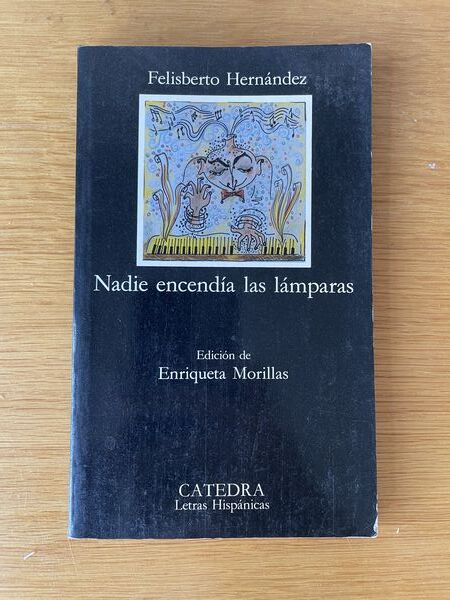 Felisberto Hernández
Nadie encendía las lámparas
Edición de
Enriqueta Morillas
CATEDRA
Letras Hispánicas